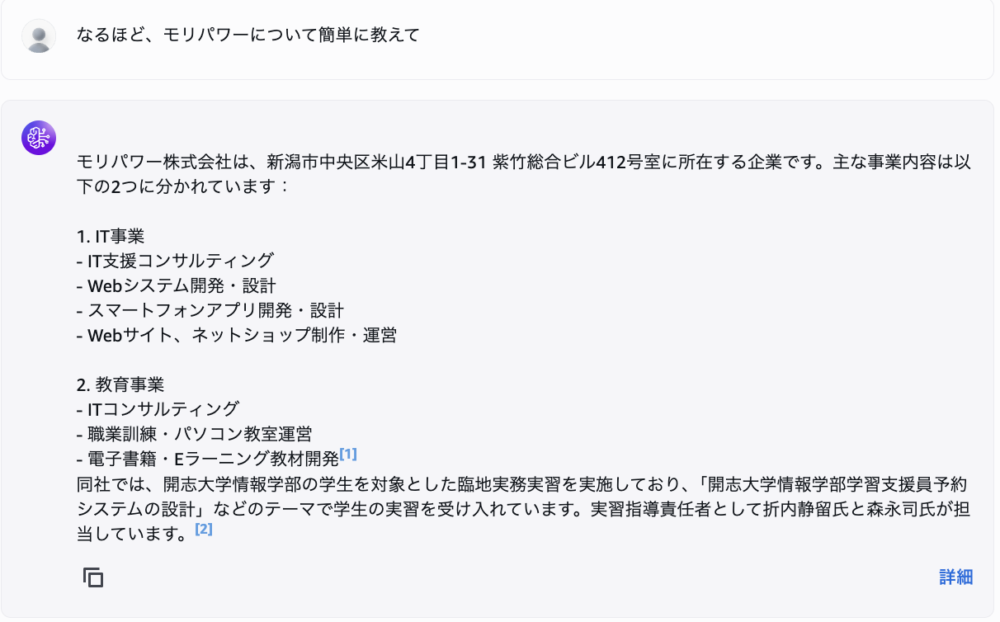 なるほど、モリパワーについて簡単に教えて
モリパワー株式会社は、新潟市中央区米山4丁目1-31 紫竹総合ビル412号室に所在する企業です。主な事業内容は以
下の2つに分かれています：
1. IT事業
- IT支援コンサルティング
- Webシステム開発・設計
- スマートフォンアプリ開発・設計
- Webサイト、ネットショップ制作・運営
2. 教育事業
- ITコンサルティング
- 職業訓練・パソコン教室運営
- 電子書籍・Eラーニング教材開発[1]
同社では、開志大学情報学部の学生を対象とした臨地実務実習を実施しており、「開志大学情報学部学習支援員予約
システムの設計」などのテーマで学生の実習を受け入れています。実習指導責任者として折内静留氏と森永司氏が担
当しています。[2]
詳細